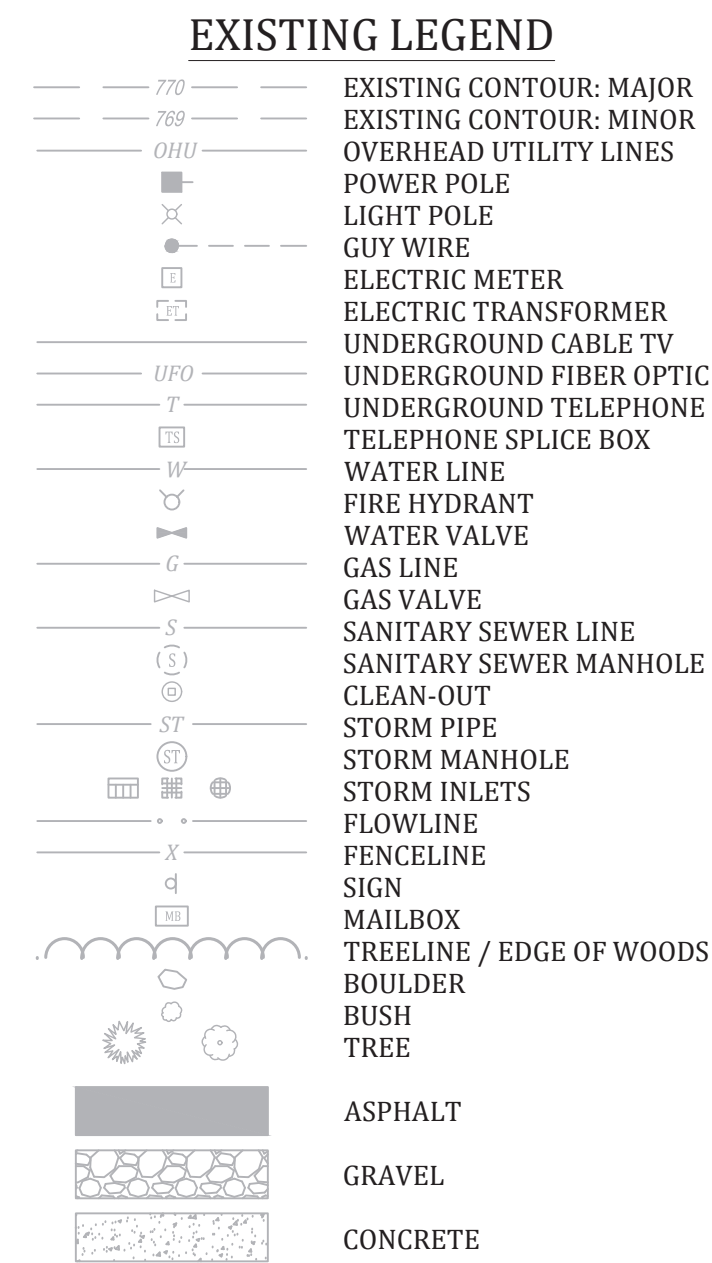 EXISTING LEGEND
770 EXISTING CONTOUR: MAJOR
769 EXISTING CONTOUR: MINOR
OHU OVERHEAD UTILITY LINES
POWER POLE
LIGHT POLE
GUY WIRE
E ELECTRIC METER
ET ELECTRIC TRANSFORMER
UNDERGROUND CABLE TV
UFO UNDERGROUND FIBER OPTIC
T UNDERGROUND TELEPHONE
TS TELEPHONE SPLICE BOX
W WATER LINE
FIRE HYDRANT
WATER VALVE
G GAS LINE
GAS VALVE
S SANITARY SEWER LINE
S SANITARY SEWER MANHOLE
CLEAN-OUT
ST STORM PIPE
ST STORM MANHOLE
STORM INLETS
FLOWLINE
X FENCELINE
SIGN
MB MAILBOX
TREELINE / EDGE OF WOODS
BOULDER
BUSH
TREE
ASPHALT
GRAVEL
CONCRETE